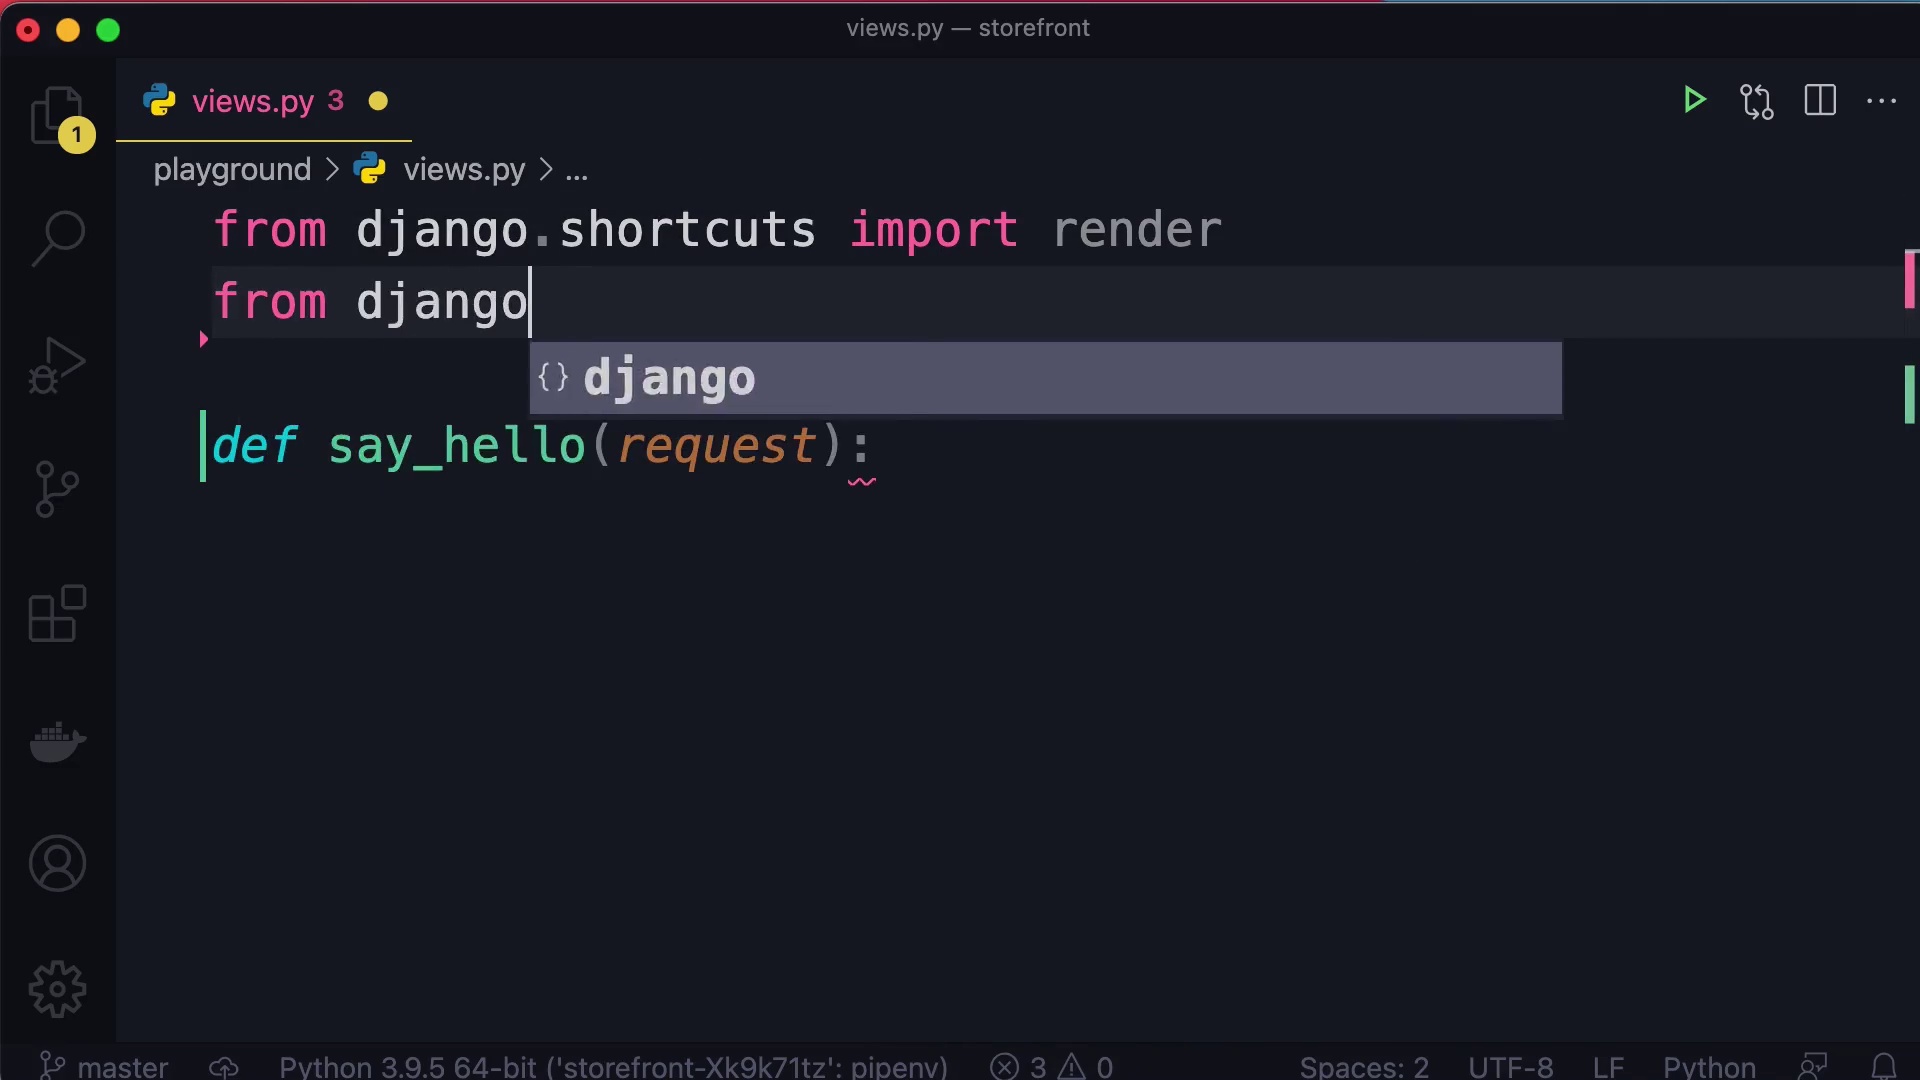 views.py — storefront
views.py 3
1
playground > views.py > ...
from django.shortcuts import render
from django
{} django
def say_hello(request):
master Python 3.9.5 64-bit ('storefront-Xk9k71tz': pipenv) 3 0 Spaces: 2 UTF-8 LF Python